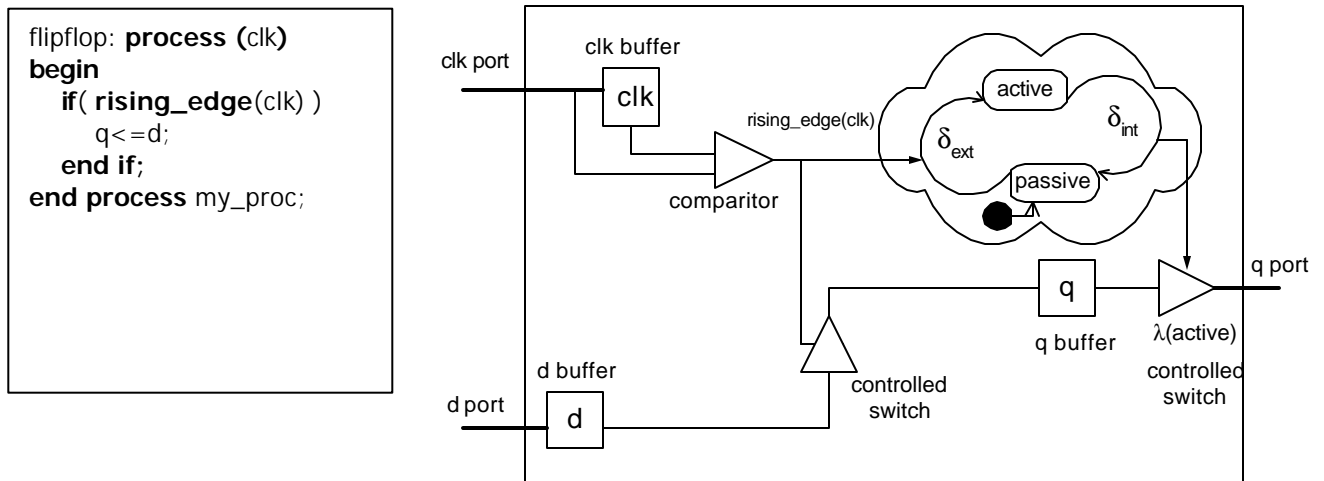 flipflop: process (clk)
begin
if( rising_edge(clk) )
q<=d;
end if;
end process my_proc;
clk port
clk buffer
clk
comparitor
rising_edge(clk)
active
δext
δint
passive
q port
q
q buffer
λ(active)
controlled
switch
controlled
switch
d buffer
d port
d